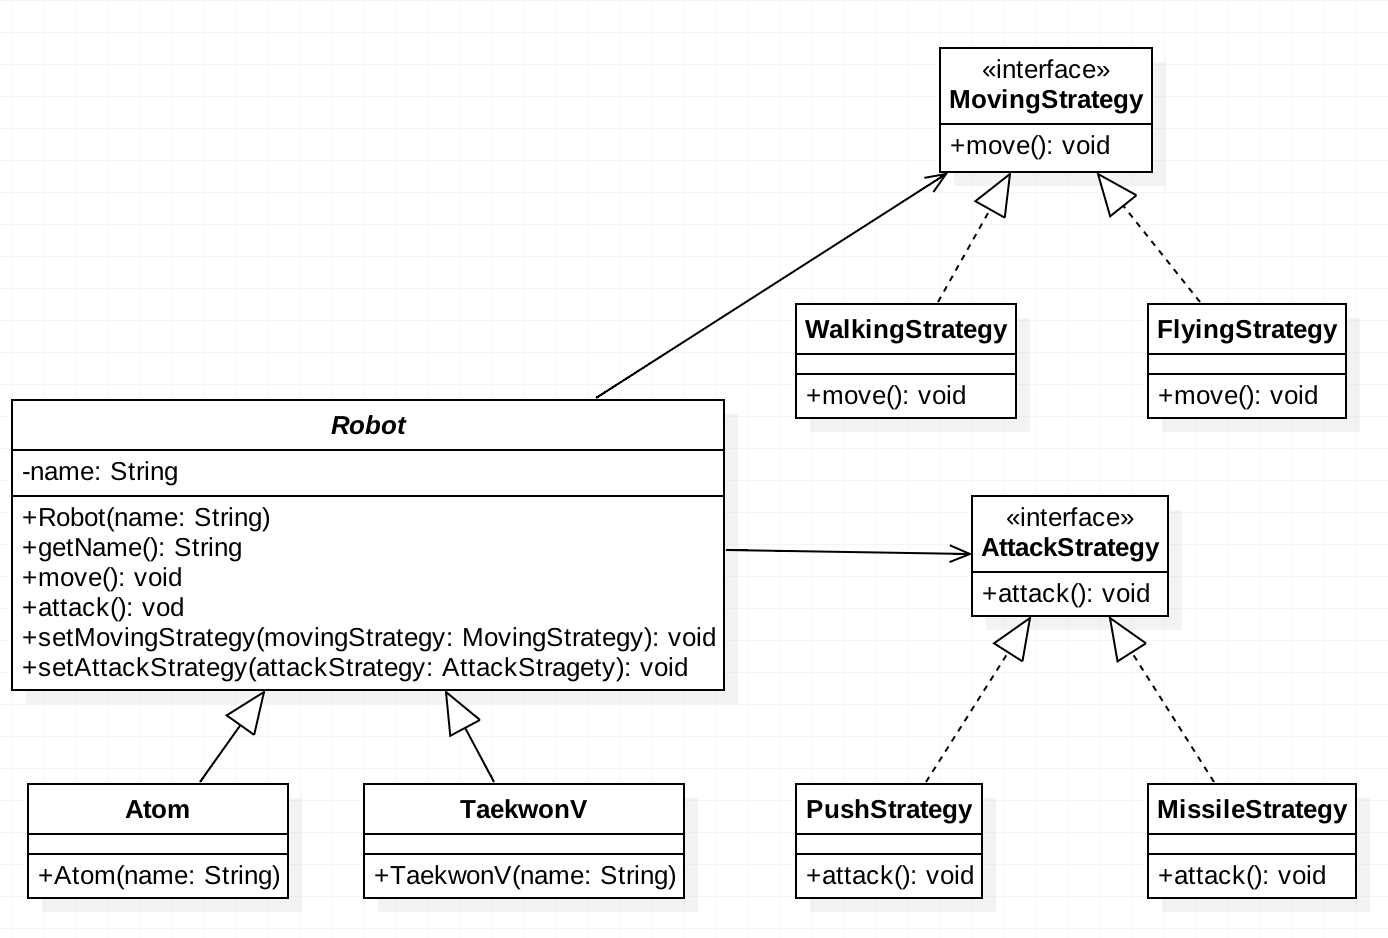 «interface»
MovingStrategy
+move(): void
WalkingStrategy
+move(): void
FlyingStrategy
+move(): void
Robot
-name: String
+Robot(name: String)
+getName(): String
+move(): void
+attack(): vod
+setMovingStrategy(movingStrategy: MovingStrategy): void
+setAttackStrategy(attackStrategy: AttackStragety): void
«interface»
AttackStrategy
+attack(): void
Atom
+Atom(name: String)
TaekwonV
+TaekwonV(name: String)
PushStrategy
+attack(): void
MissileStrategy
+attack(): void